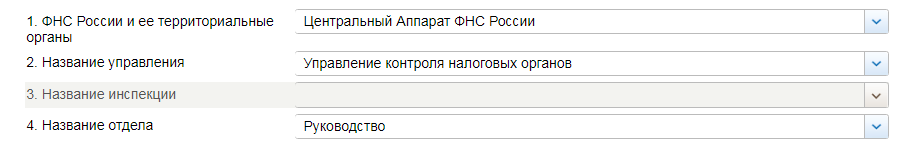 1. ФНС России и ее территориальные органы
Центральный Аппарат ФНС России
2. Название управления
Управление контроля налоговых органов
3. Название инспекции
4. Название отдела
Руководство